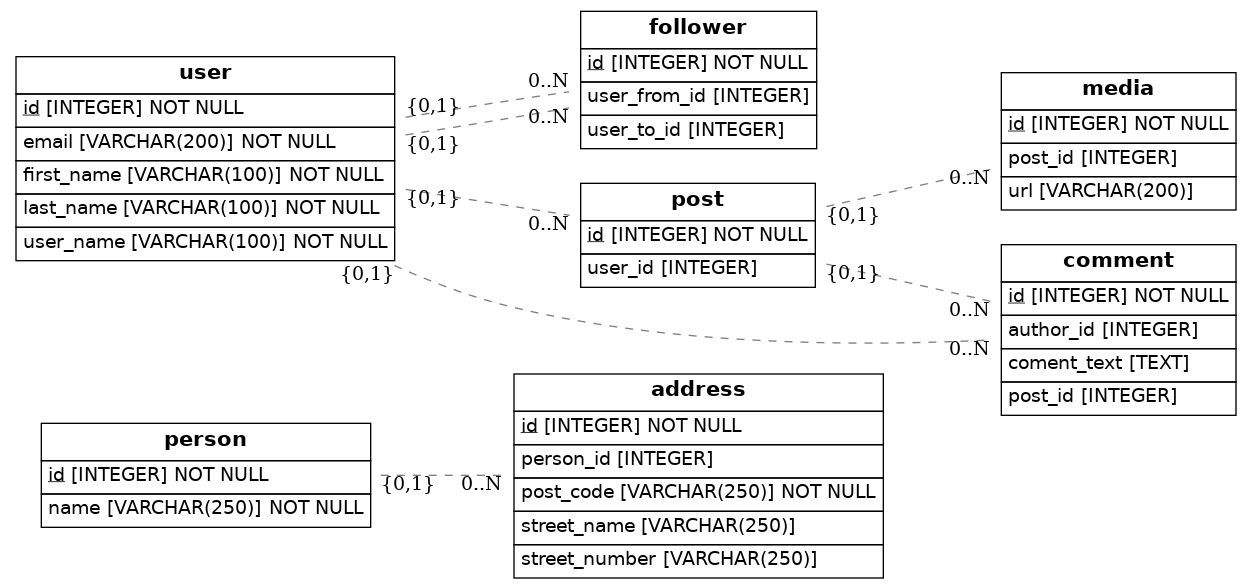 user
id [INTEGER] NOT NULL
email [VARCHAR(200)] NOT NULL
first_name [VARCHAR(100)] NOT NULL
last_name [VARCHAR(100)] NOT NULL
user_name [VARCHAR(100)] NOT NULL
{0,1}
0..N
{0,1}
0..N
{0,1}
0..N
{0,1}
0..N
follower
id [INTEGER] NOT NULL
user_from_id [INTEGER]
user_to_id [INTEGER]
post
id [INTEGER] NOT NULL
user_id [INTEGER]
{0,1}
0..N
{0,1}
0..N
media
id [INTEGER] NOT NULL
post_id [INTEGER]
url [VARCHAR(200)]
comment
id [INTEGER] NOT NULL
author_id [INTEGER]
coment_text [TEXT]
post_id [INTEGER]
person
id [INTEGER] NOT NULL
name [VARCHAR(250)] NOT NULL
{0,1}
0..N
address
id [INTEGER] NOT NULL
person_id [INTEGER]
post_code [VARCHAR(250)] NOT NULL
street_name [VARCHAR(250)]
street_number [VARCHAR(250)]